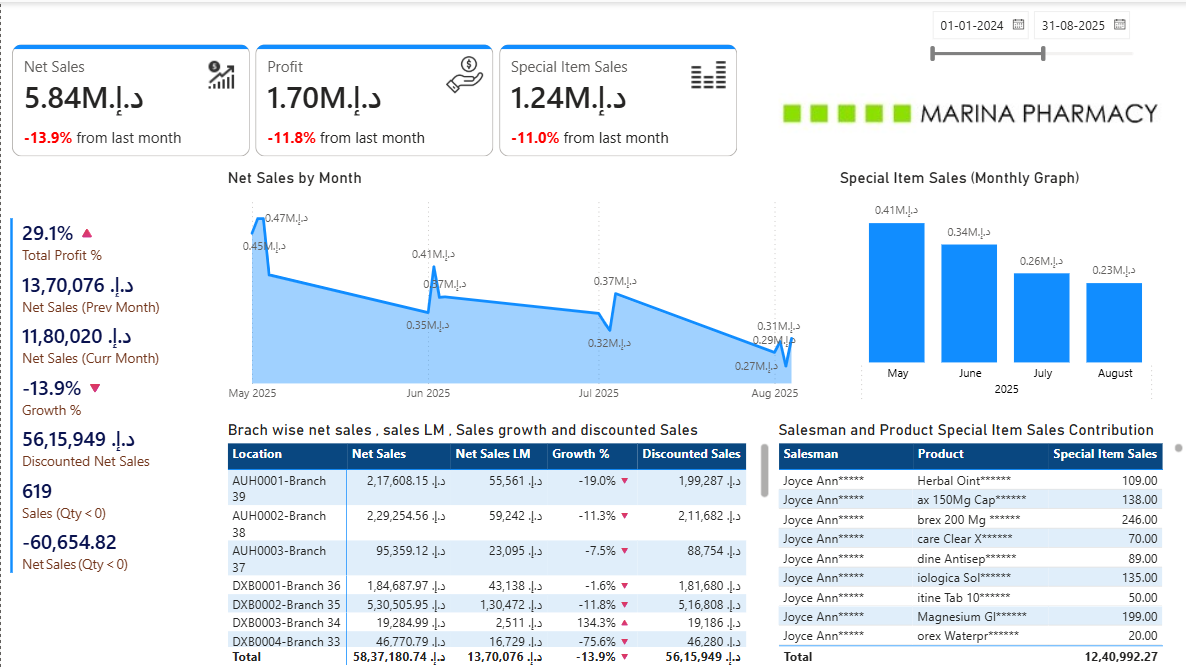 01-01-2024
31-08-2025
Net Sales
5.84M.د.إ
-13.9% from last month
Profit
1.70M.د.إ
-11.8% from last month
Special Item Sales
1.24M.د.إ
-11.0% from last month
MARINA PHARMACY
29.1%
Total Profit %
13,70,076 د.إ.
Net Sales (Prev Month)
11,80,020 د.إ.
Net Sales (Curr Month)
-13.9%
Growth %
56,15,949 د.إ.
Discounted Net Sales
619
Sales (Qty < 0)
-60,654.82
Net Sales (Qty < 0)
Net Sales by Month
0.47M.د.إ
0.45M.د.إ
0.41M.د.إ
0.37M.د.إ
0.35M.د.إ
0.37M.د.إ
0.32M.د.إ
0.31M.د.إ
0.29M.د.إ
0.27M.د.إ
May 2025 Jun 2025 Jul 2025 Aug 2025
Special Item Sales (Monthly Graph)
0.41M.د.إ
0.34M.د.إ
0.26M.د.إ
0.23M.د.إ
May June July August
2025
Brach wise net sales , sales LM , Sales growth and discounted Sales
Location Net Sales Net Sales LM Growth % Discounted Sales
AUH0001-Branch 2,17,608.15 د.إ. 55,561 د.إ. -19.0% 1,99,287 د.إ.
39
AUH0002-Branch 2,29,254.56 د.إ. 59,242 د.إ. -11.3% 2,11,682 د.إ.
38
AUH0003-Branch 95,359.12 د.إ. 23,095 د.إ. -7.5% 88,754 د.إ.
37
DXB0001-Branch 36 1,84,687.97 د.إ. 43,138 د.إ. -1.6% 1,81,680 د.إ.
DXB0002-Branch 35 5,30,505.95 د.إ. 1,30,472 د.إ. -11.8% 5,16,808 د.إ.
DXB0003-Branch 34 19,284.99 د.إ. 2,511 د.إ. 134.3% 19,186 د.إ.
DXB0004-Branch 33 46,770.79 د.إ. 16,729 د.إ. -75.6% 46,280 د.إ.
Total 58,37,180.74 د.إ. 13,70,076 د.إ. -13.9% 56,15,949 د.إ.
Salesman and Product Special Item Sales Contribution
Salesman Product Special Item Sales
Joyce Ann***** Herbal Oint****** 109.00
Joyce Ann***** ax 150Mg Cap****** 138.00
Joyce Ann***** brex 200 Mg ****** 246.00
Joyce Ann***** care Clear X****** 70.00
Joyce Ann***** dine Antisep****** 89.00
Joyce Ann***** iologica Sol****** 135.00
Joyce Ann***** itine Tab 10****** 50.00
Joyce Ann***** Magnesium Gl****** 199.00
Joyce Ann***** orex Waterpr****** 20.00
Total 12,40,992.27